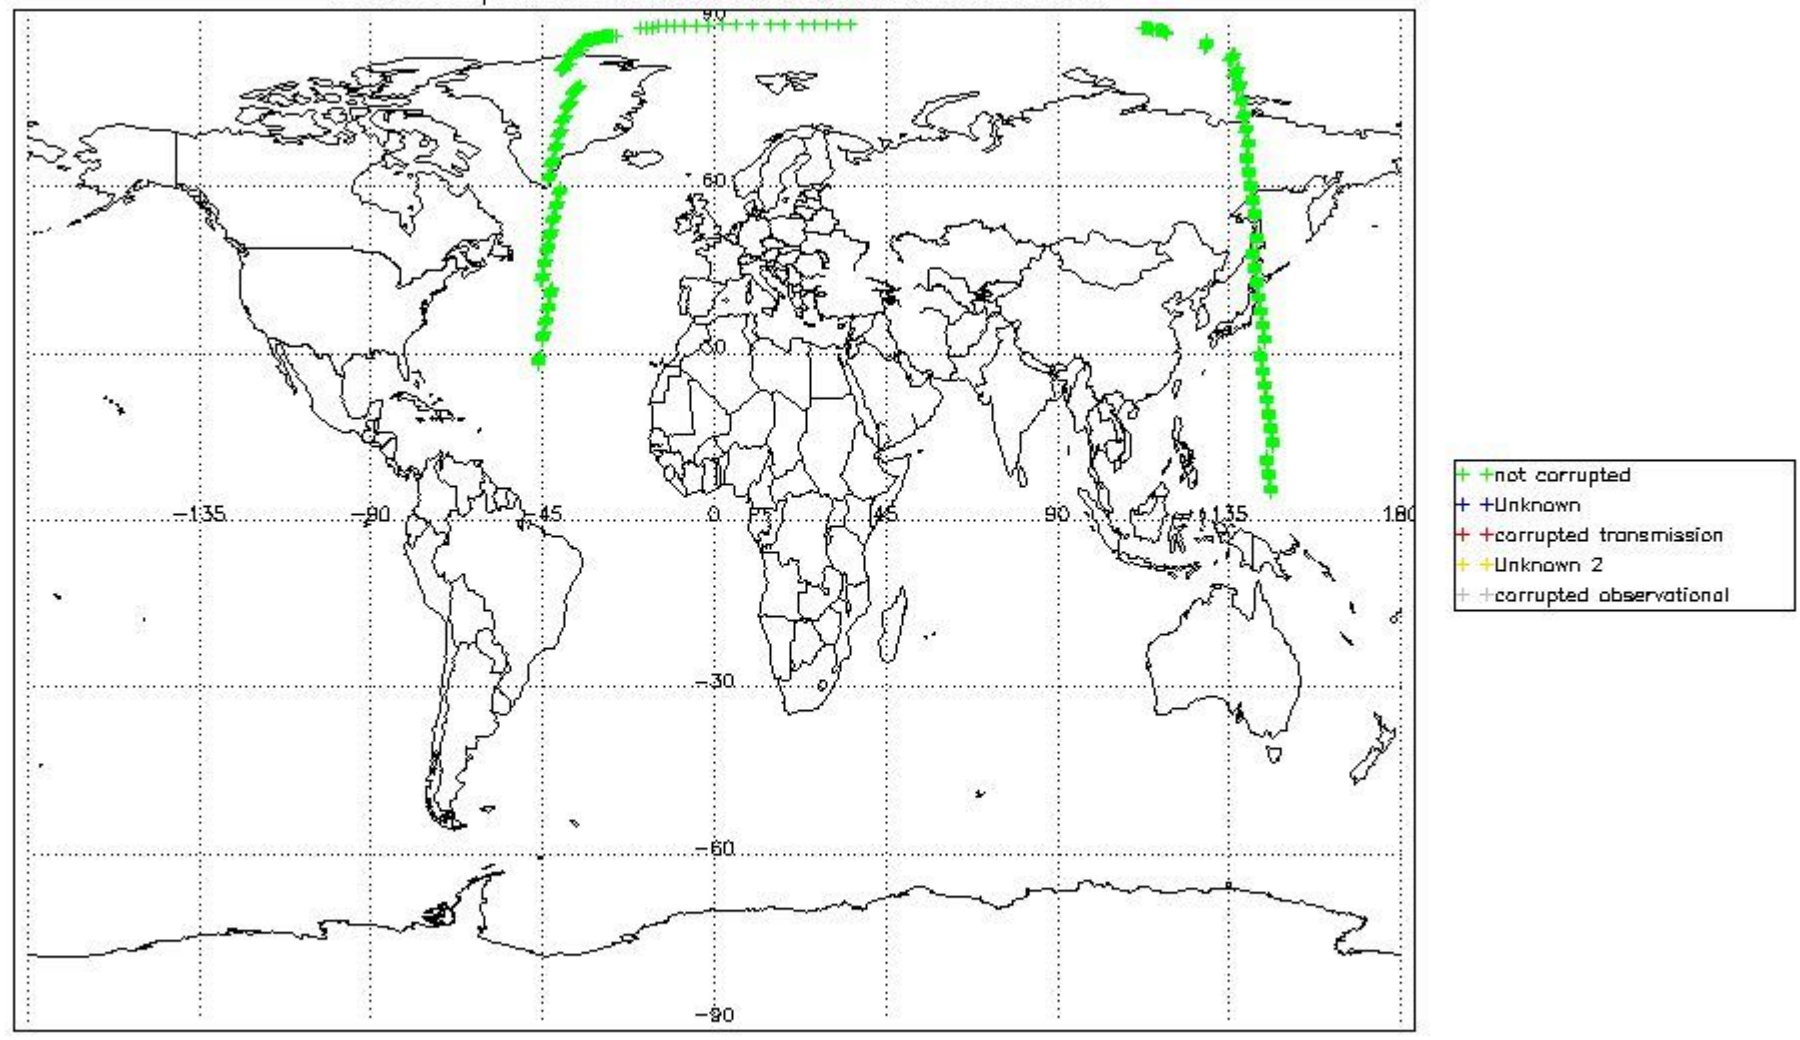 90
60
30
-135 -90 -45 0 45 90 135 180
-30
-60
-90
not corrupted
Unknown
corrupted transmission
Unknown 2
corrupted observational